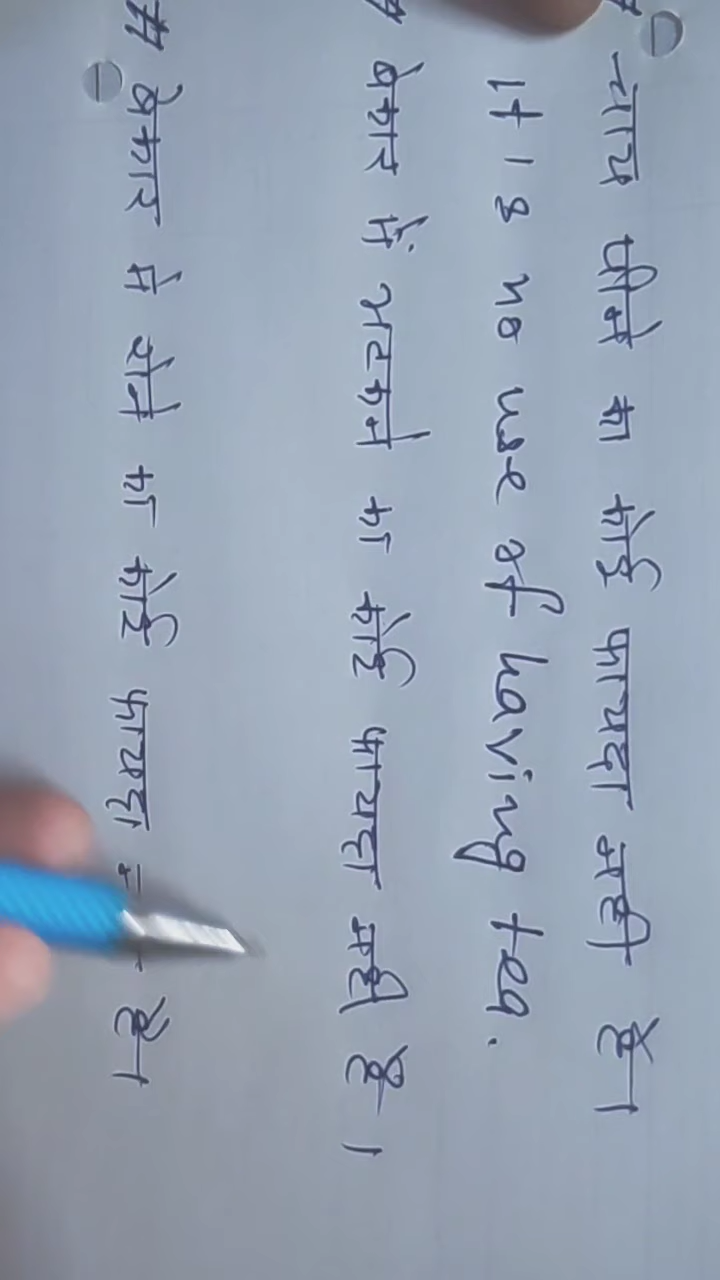 # चाय पीने का कोई फायदा नही है।
It is no use of having tea.
# बेकार में भटकने का कोई फायदा नही है।
# बेकार मे रोने का कोई फायदा है।